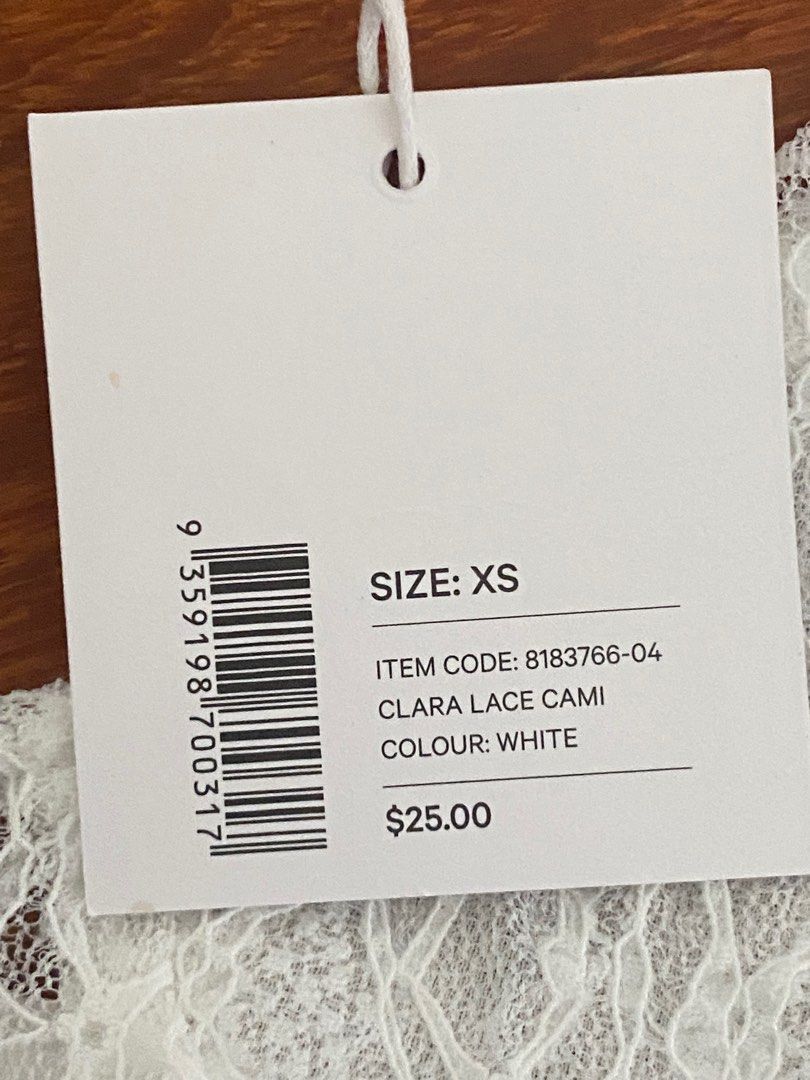 SIZE: XS
ITEM CODE: 8183766-04
CLARA LACE CAMI
COLOUR: WHITE
$25.00
9 359198 700317